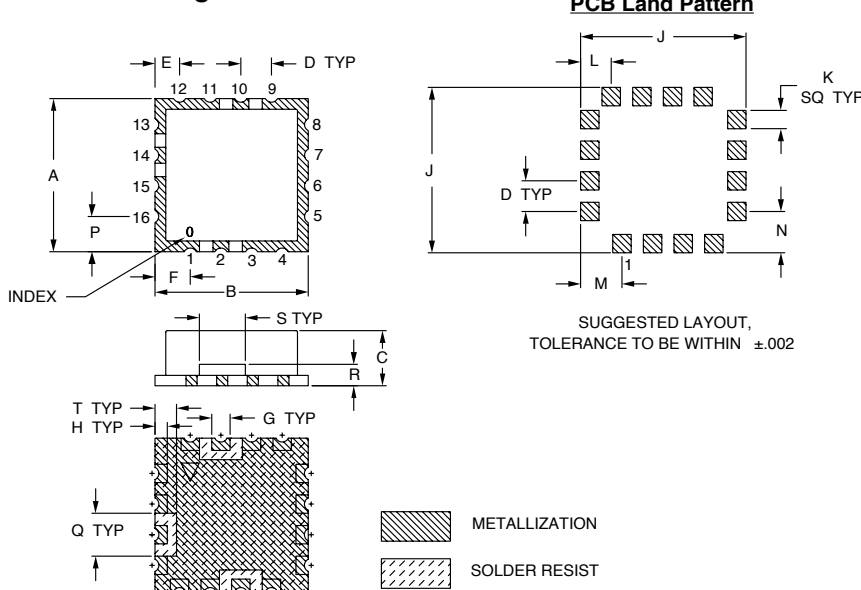 PCB Land Pattern
E
D TYP
12 11 10 9
13
14
15
16
8
7
6
5
A
P
0
1 2 3 4
F
B
INDEX
J
L
K
SQ TYP
J
D TYP
N
M
1
SUGGESTED LAYOUT,
TOLERANCE TO BE WITHIN ±.002
S TYP
C
R
T TYP
H TYP
G TYP
Q TYP
METALLIZATION
SOLDER RESIST